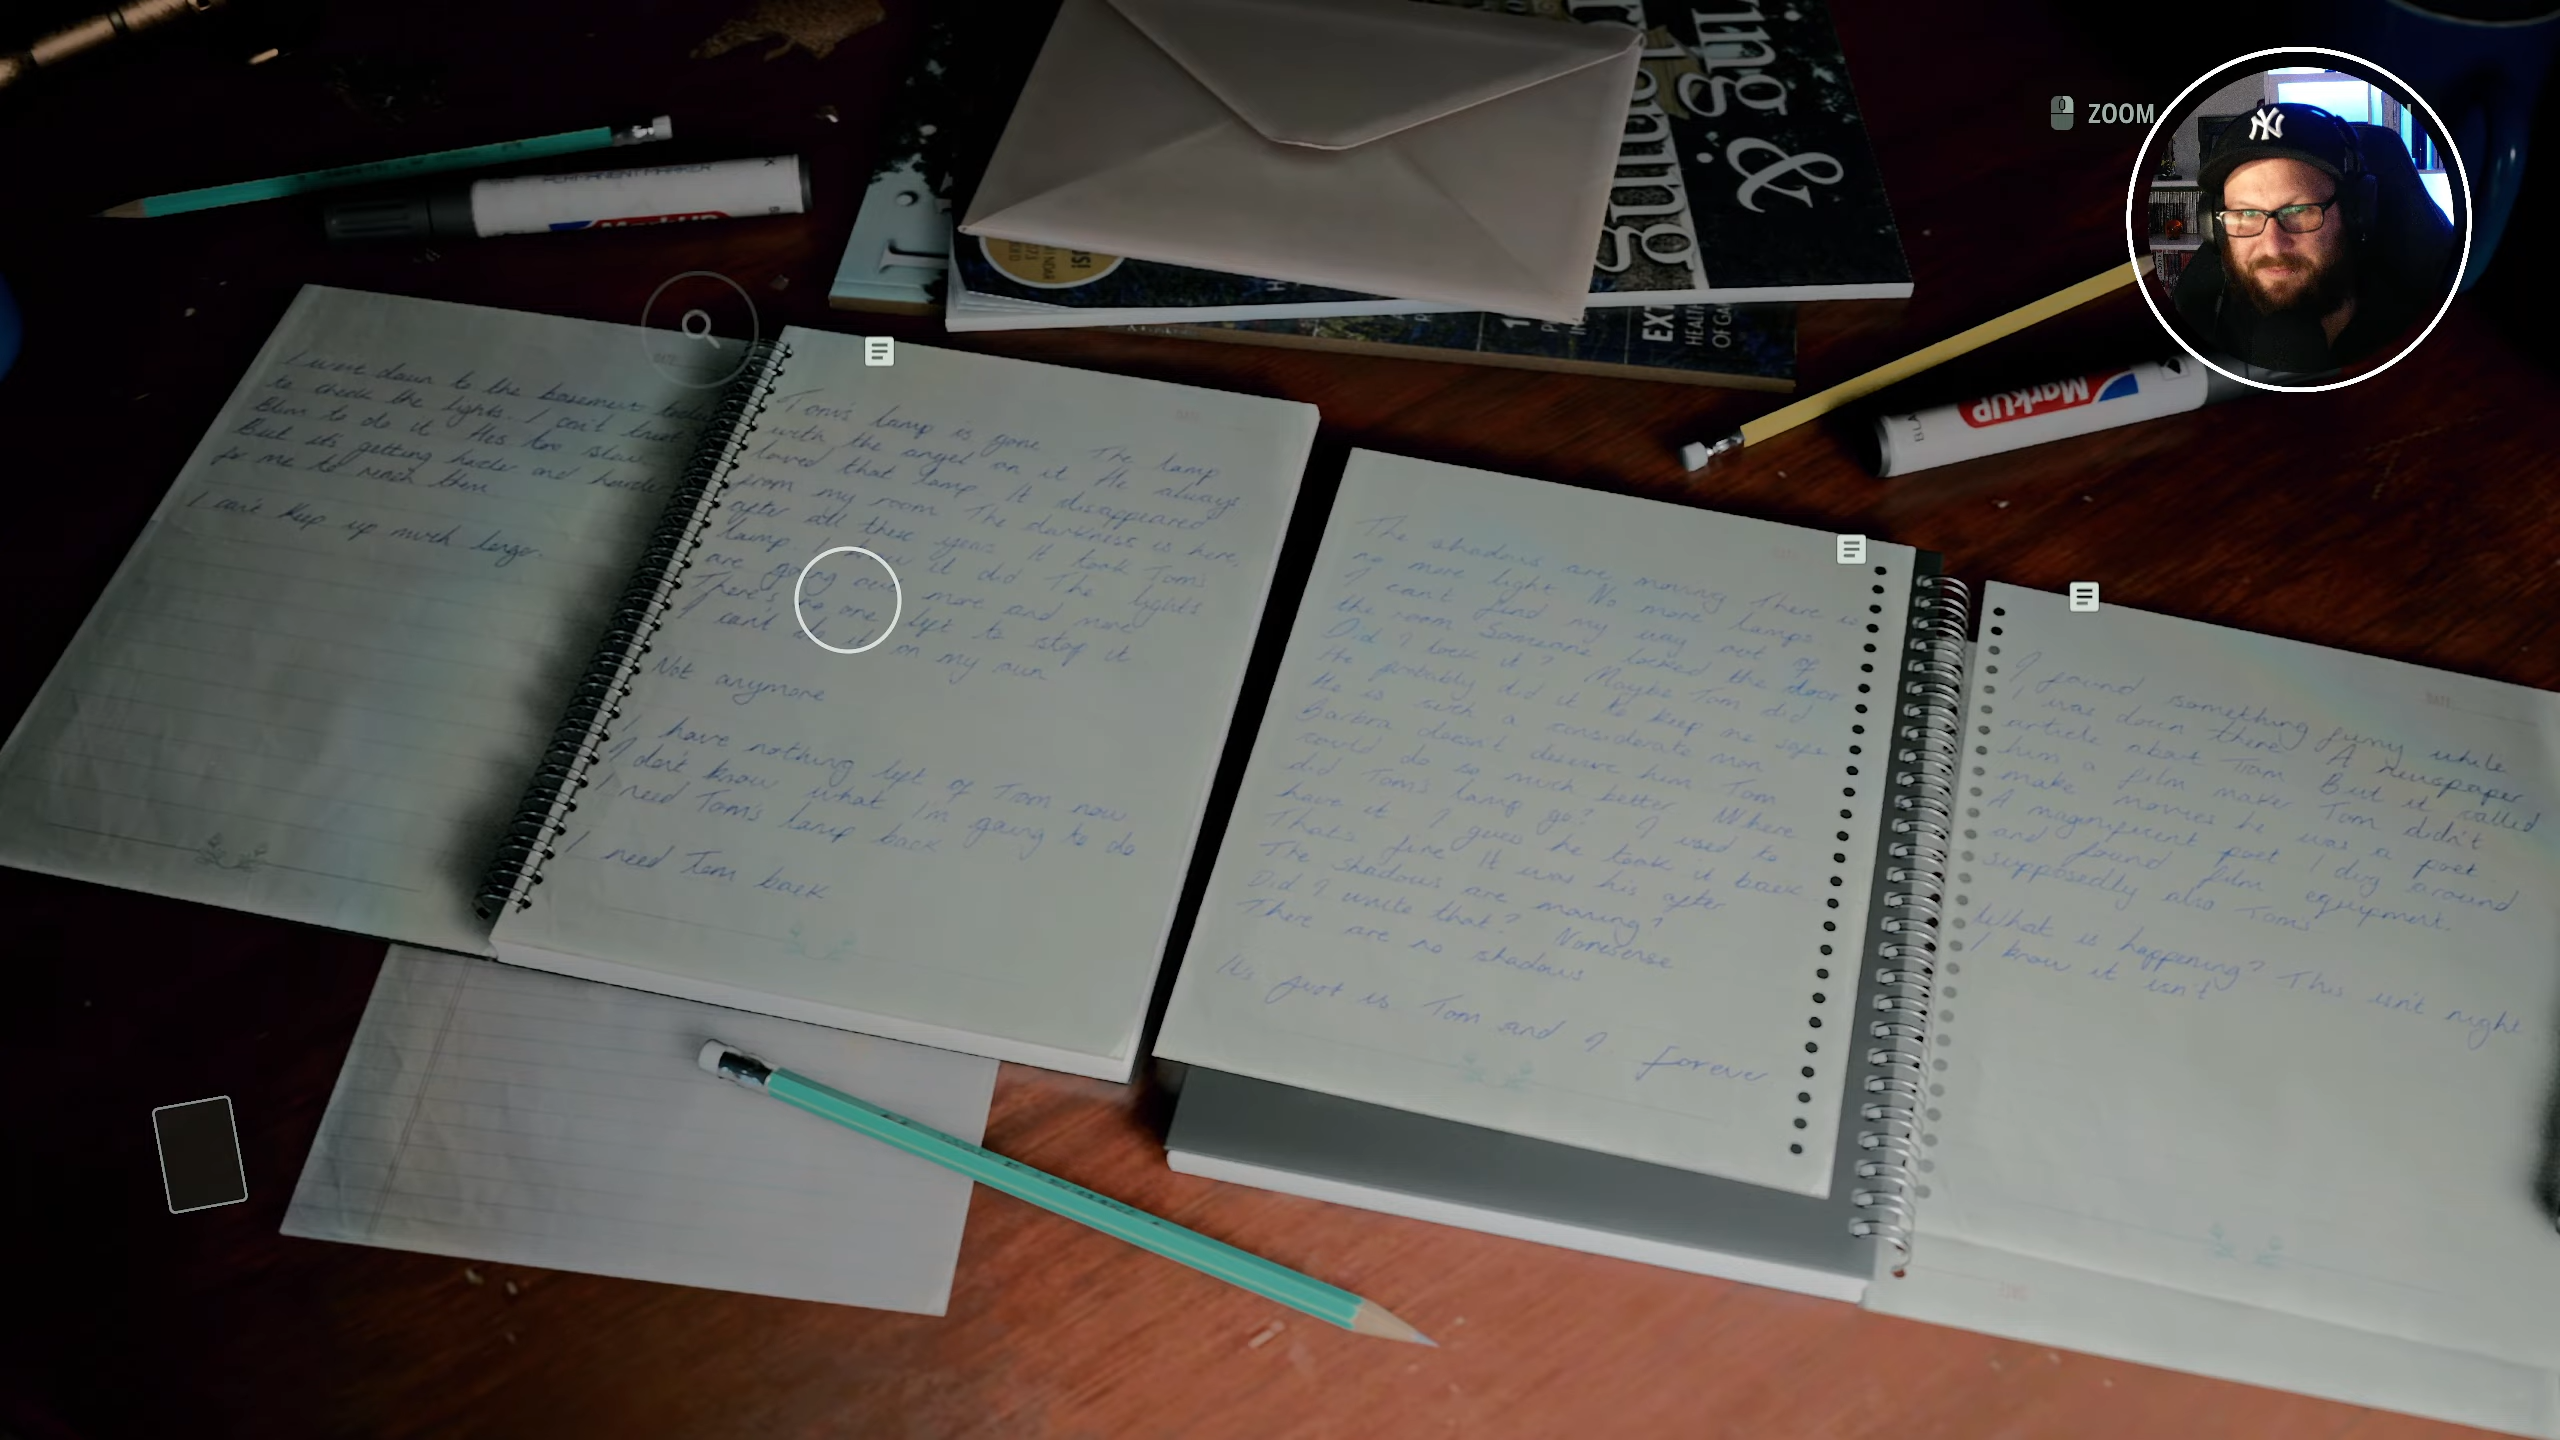 ZOOM
PERMANENT MARKER
MarkUP
&
MarkUP
I went down to the basement today
to check the lights. I can't trust
Blum to do it. He's too slow.
But it's getting harder and harder
for me to reach them
I can't keep up much longer.
Tom's lamp is gone. The lamp
with the angel on it. He always
loved that lamp. It disappeared
from my room. The darkness is here,
after all these years. It took Tom's
lamp. I know it did. The lights
are going out more and more
There's no one left to stop it
I can't do it on my own
Not anymore
I have nothing left of Tom now
I don't know what I'm going to do
I need Tom's lamp back
I need Tom back
The shadows are moving There is
no more light No more lamps
I can't find my way out of
the room Someone locked the door
Did I lock it? Maybe Tom did
He probably did it to keep me safe
He is such a considerate man
Barbra doesn't deserve him Tom
could do so much better Where
did Tom's lamp go? I used to
have it I guess he took it back
That's fine It was his after
The shadows are moving?
Did I write that? Nonesense
There are no shadows
It's just us Tom and I forever
I found something funny while
I was down there A newspaper
article about Tom But it called
him a film maker Tom didn't
make movies he was a poet
A magnificent poet I dug around
and found film equipment.
supposedly also Tom's
What is happening? This isn't right
I know it isn't